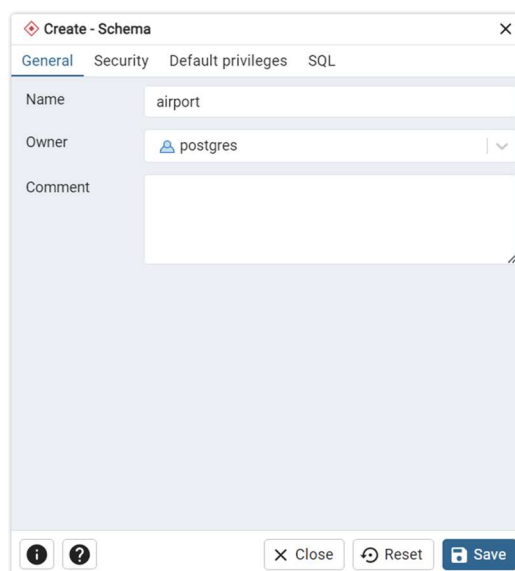 Create - Schema
General Security Default privileges SQL
Name airport
Owner postgres
Comment
Close Reset Save